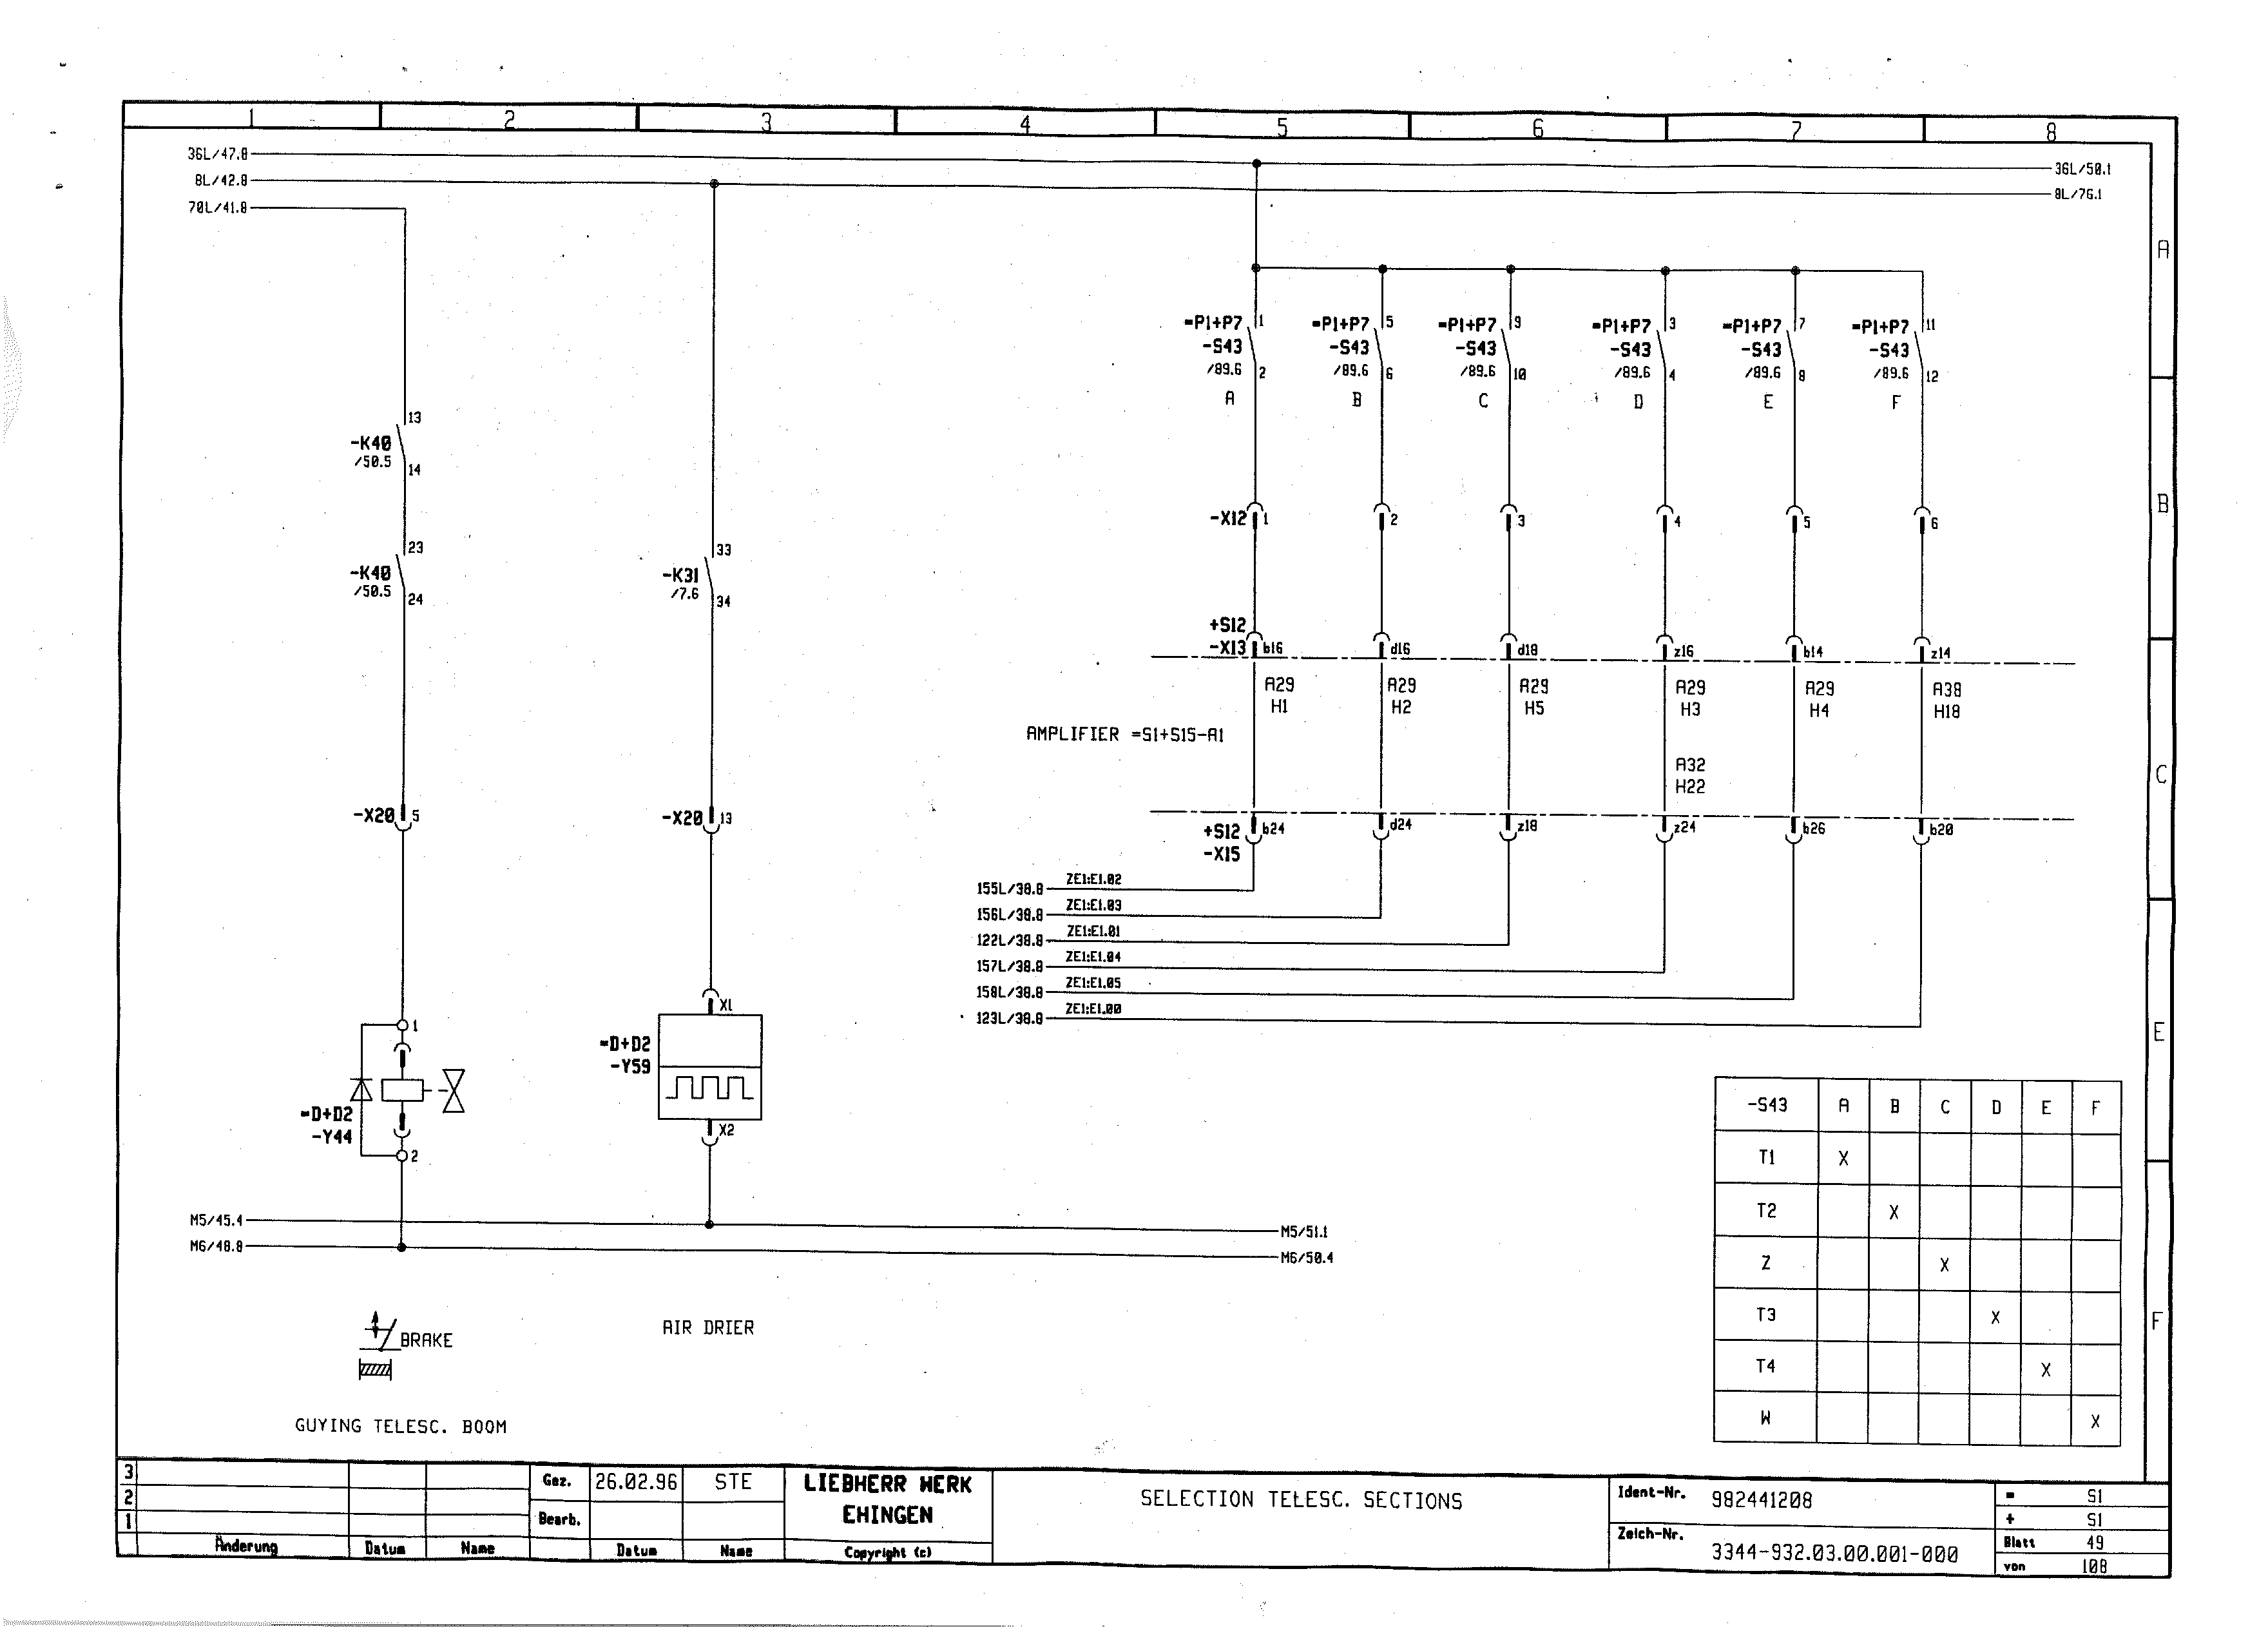 1 2 3 4 5 6 7 8
36L/47.8 36L/50.1
8L/42.8 8L/76.1
70L/41.8
A
=P1+P7 1 =P1+P7 5 =P1+P7 9 =P1+P7 3 =P1+P7 7 =P1+P7 11
-S43 -S43 -S43 -S43 -S43 -S43
/89.6 2 /89.6 6 /89.6 10 /89.6 4 /89.6 8 /89.6 12
A B C D E F
13
-K40
/50.5 14
B
-X12 1 2 3 4 5 6
23 33
-K40 -K31
/50.5 24 /7.6 34
+S12
-X13 b16 d16 d18 z16 b14 z14
A29 A29 A29 A29 A29 A38
H1 H2 H5 H3 H4 H18
AMPLIFIER =S1+S15-A1
A32
H22
C
-X20 5 -X20 13
+S12 b24 d24 z18 z24 b26 b20
-X15
155L/38.8 ZE1:E1.02
156L/38.8 ZE1:E1.03
122L/38.8 ZE1:E1.01
157L/38.8 ZE1:E1.04
158L/38.8 ZE1:E1.05
123L/38.8 ZE1:E1.00
X1
1
=D+D2
-Y59
E
=D+D2
-Y44
2
X2
-S43 A B C D E F
T1 X
T2 X
Z X
T3 X
T4 X
W X
M5/45.4 M5/51.1
M6/48.8 M6/50.4
F
BRAKE
AIR DRIER
GUYING TELESC. BOOM
3
2
1
Änderung Datum Name
Gez. 26.02.96 STE
Bearb.
Datum Name
LIEBHERR WERK
EHINGEN
Copyright (c)
SELECTION TELESC. SECTIONS
Ident-Nr. 982441208
Zeich-Nr. 3344-932.03.00.001-000
= S1
+ S1
Blatt 49
von 108